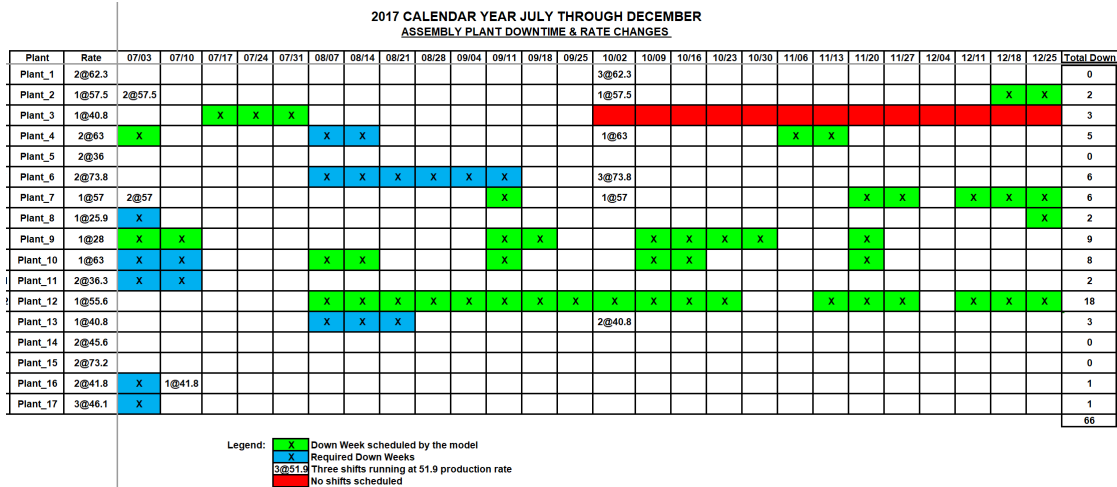 2017 CALENDAR YEAR JULY THROUGH DECEMBER
ASSEMBLY PLANT DOWNTIME & RATE CHANGES
Plant Rate 07/03 07/10 07/17 07/24 07/31 08/07 08/14 08/21 08/28 09/04 09/11 09/18 09/25 10/02 10/09 10/16 10/23 10/30 11/06 11/13 11/20 11/27 12/04 12/11 12/18 12/25 Total Down
Plant_1 2@62.3 3@62.3 0
Plant_2 1@57.5 2@57.5 1@57.5 X X 2
Plant_3 1@40.8 X X X 3
Plant_4 2@63 X X X 1@63 X X 5
Plant_5 2@36 0
Plant_6 2@73.8 X X X X X X 3@73.8 6
Plant_7 1@57 2@57 X 1@57 X X X X X 6
Plant_8 1@25.9 X X 2
Plant_9 1@28 X X X X X X X X X 9
Plant_10 1@63 X X X X X X X X 8
Plant_11 2@36.3 X X 2
Plant_12 1@55.6 X X X X X X X X X X X X X X X X X X 18
Plant_13 1@40.8 X X X 2@40.8 3
Plant_14 2@45.6 0
Plant_15 2@73.2 0
Plant_16 2@41.8 X 1@41.8 1
Plant_17 3@46.1 X 1
66
Legend: X Down Week scheduled by the model
X Required Down Weeks
3@51.9 Three shifts running at 51.9 production rate
No shifts scheduled